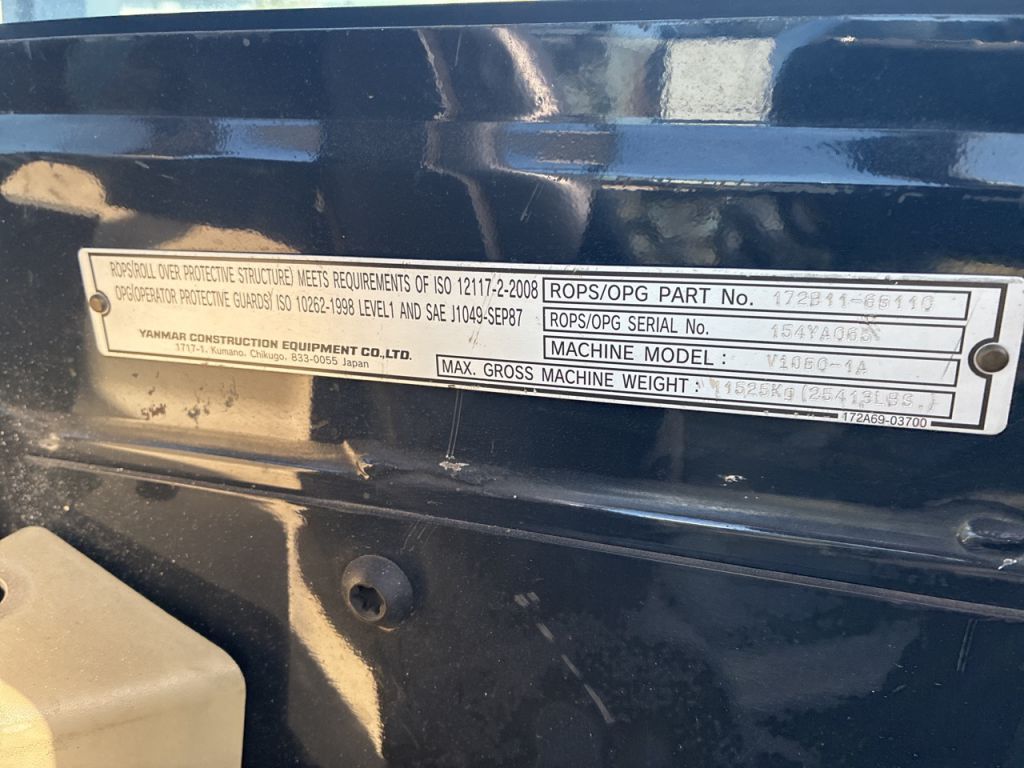 ROPS(ROLL OVER PROTECTIVE STRUCTURE) MEETS REQUIREMENTS OF ISO 12117-2-2008
OPG(OPERATOR PROTECTIVE GUARDS) ISO 10262-1998 LEVEL1 AND SAE J1049-SEP87
YANMAR CONSTRUCTION EQUIPMENT CO.,LTD.
1717-1, Kumano, Chikugo, 833-0055 Japan
ROPS/OPG PART No.
ROPS/OPG SERIAL No.
MACHINE MODEL :
MAX. GROSS MACHINE WEIGHT : 11525Kg (25413LBS.)
172A69-03700